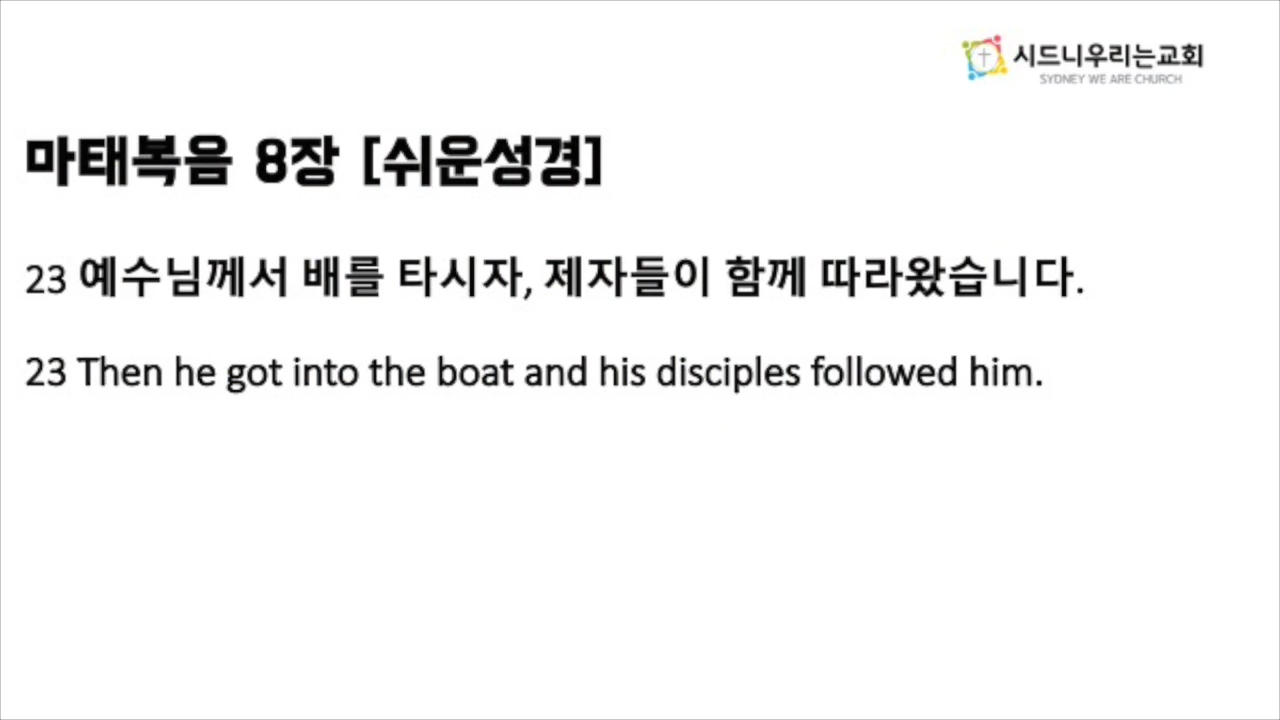 시드니우리는교회
SYDNEY WE ARE CHURCH
마태복음 8장 [쉬운성경]
23 예수님께서 배를 타시자, 제자들이 함께 따라왔습니다.
23 Then he got into the boat and his disciples followed him.